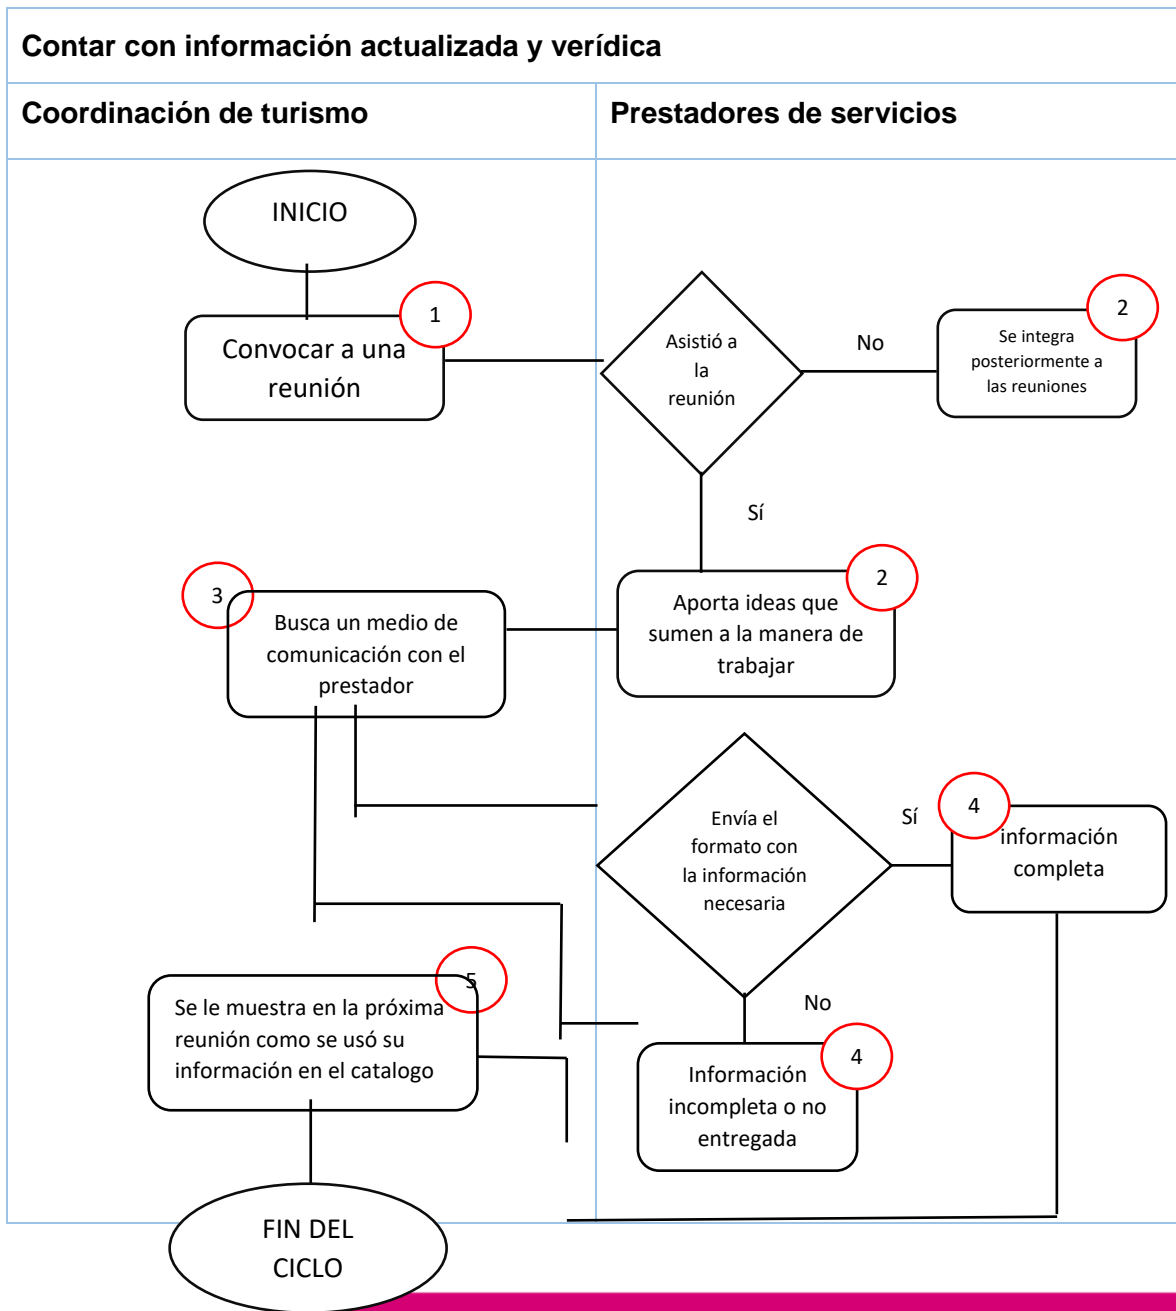 Contar con información actualizada y verídica
Coordinación de turismo
Prestadores de servicios
INICIO
1
Convocar a una
reunión
Asistió a
la
reunión
No
2
Se integra
posteriormente a
las reuniones
Sí
2
Aporta ideas que
sumen a la manera de
trabajar
3
Busca un medio de
comunicación con el
prestador
Envía el
formato con
la información
necesaria
Sí
4
información
completa
No
4
Información
incompleta o no
entregada
5
Se le muestra en la próxima
reunión como se usó su
información en el catalogo
FIN DEL
CICLO